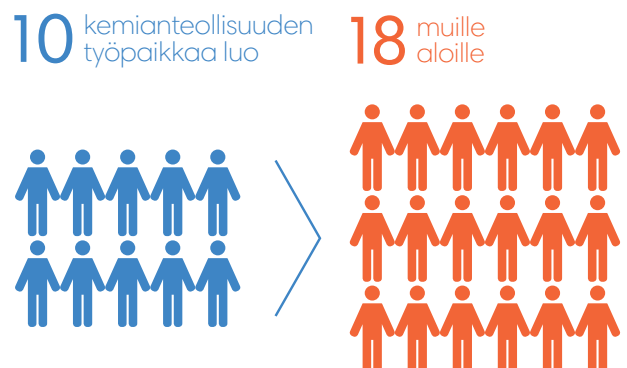 10 kemianteollisuuden
työpaikkaa luo
18 muille
aloille